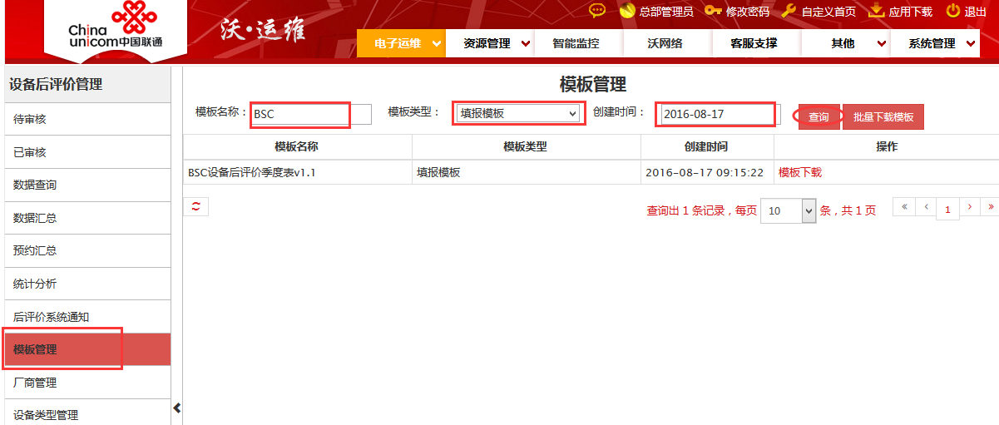 China
unicom中国联通
沃·运维
总部管理员 修改密码 自定义首页 应用下载 退出
电子运维 资源管理 智能监控 沃网络 客服支撑 其他 系统管理
设备后评价管理
待审核
已审核
数据查询
数据汇总
预约汇总
统计分析
后评价系统通知
模板管理
厂商管理
设备类型管理
模板管理
模板名称： BSC 模板类型： 填报模板 创建时间： 2016-08-17 查询 批量下载模板
模板名称 模板类型 创建时间 操作
BSC设备后评价季度表v1.1 填报模板 2016-08-17 09:15:22 模板下载
查询出 1 条记录，每页 10 条，共 1 页 « ‹ 1 › »